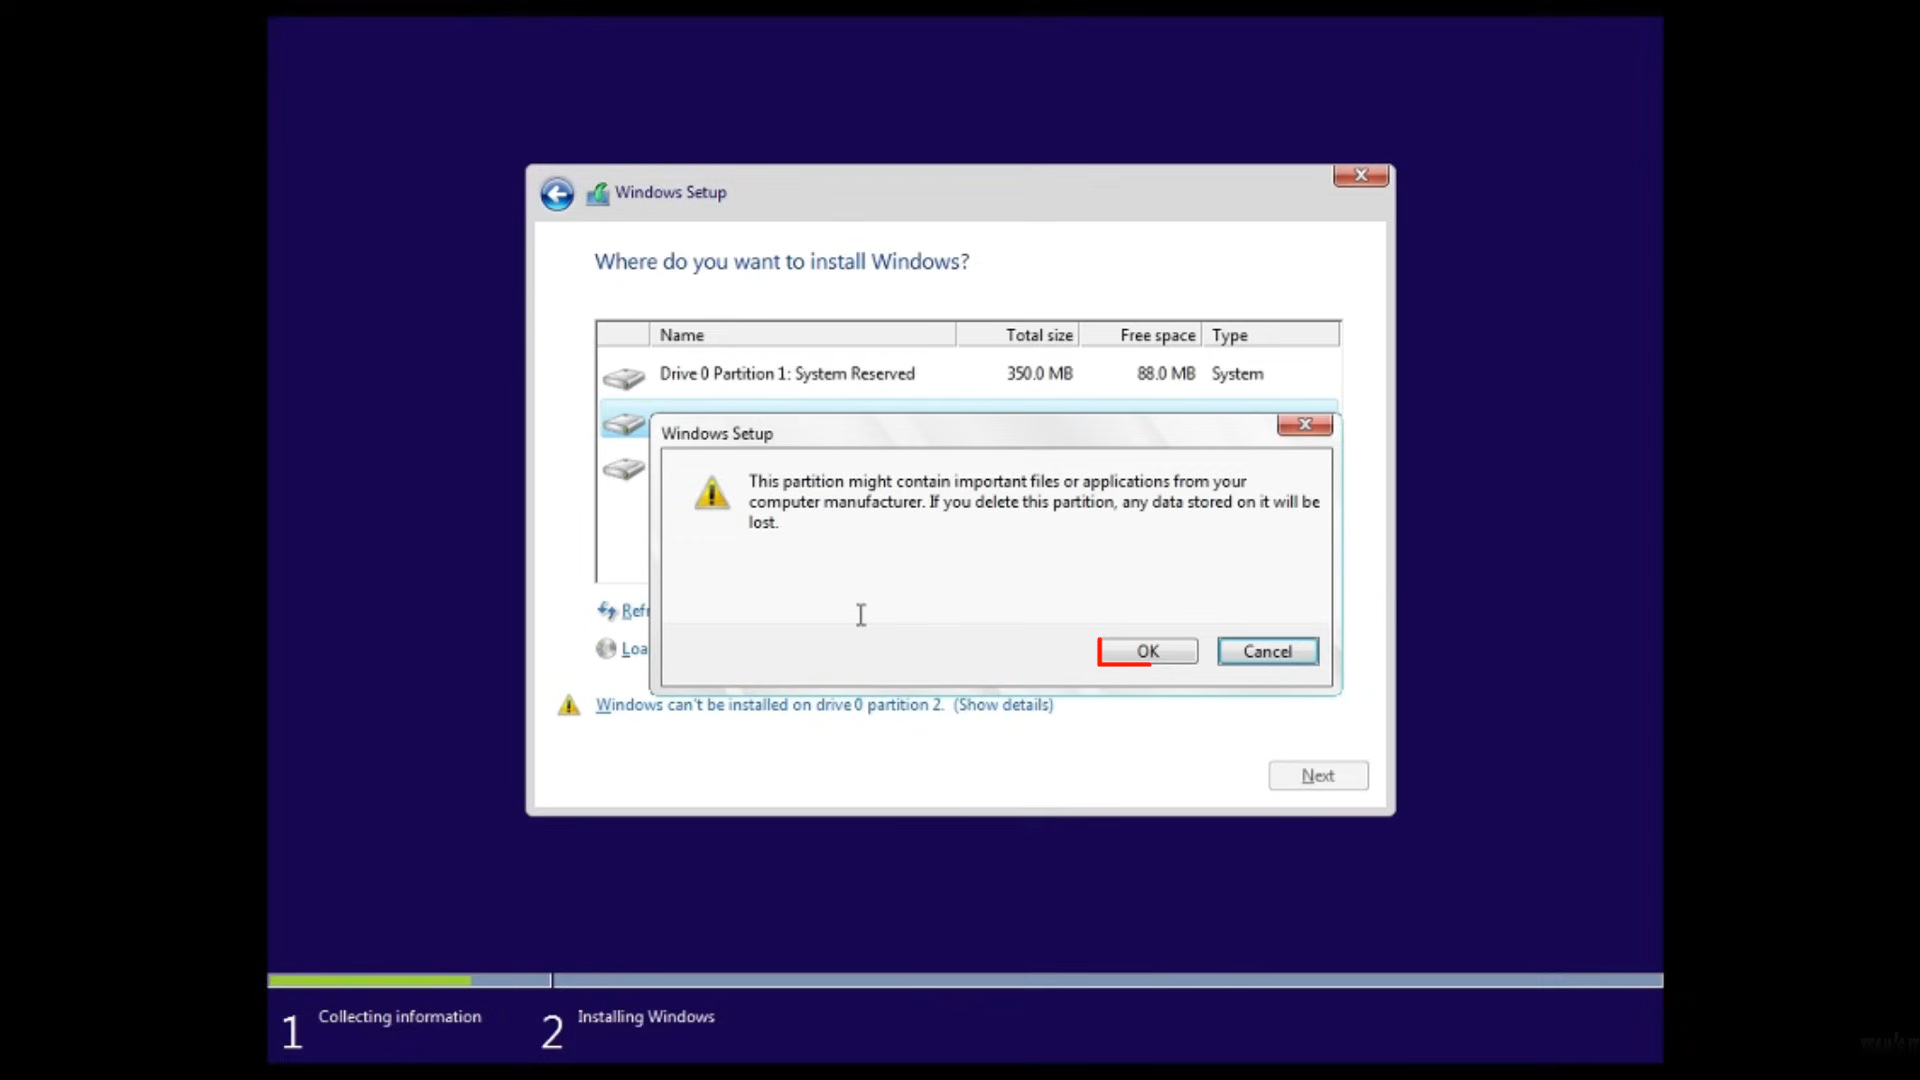 Windows Setup
Where do you want to install Windows?
Name Total size Free space Type
Drive 0 Partition 1: System Reserved 350.0 MB 88.0 MB System
Windows Setup
This partition might contain important files or applications from your
computer manufacturer. If you delete this partition, any data stored on it will be
lost.
Refr
Loa
OK Cancel
Windows can't be installed on drive 0 partition 2. (Show details)
Next
1 Collecting information
2 Installing Windows